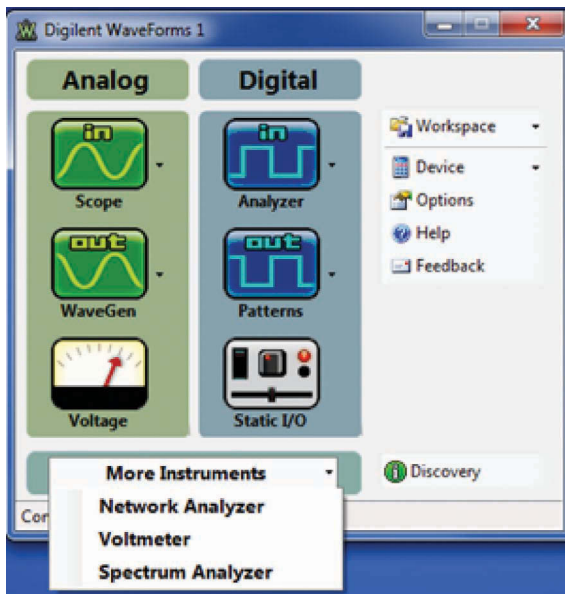 Digilent WaveForms 1
Analog
Digital
in
in
Scope
Analyzer
out
out
WaveGen
Patterns
Voltage
Static I/O
Workspace
Device
Options
Help
Feedback
More Instruments
Discovery
Network Analyzer
Voltmeter
Spectrum Analyzer